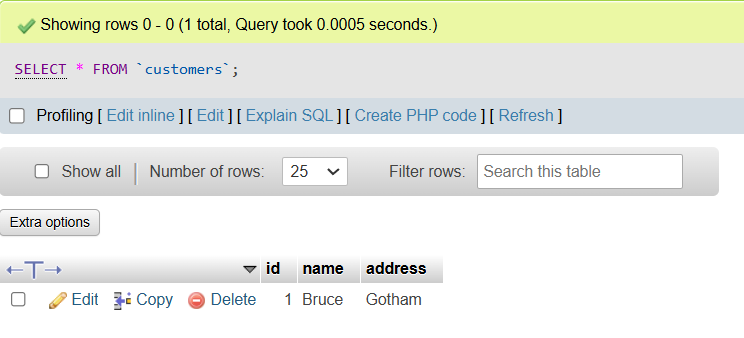 Showing rows 0 - 0 (1 total, Query took 0.0005 seconds.)
SELECT * FROM `customers`;
Profiling [ Edit inline ] [ Edit ] [ Explain SQL ] [ Create PHP code ] [ Refresh ]
Show all | Number of rows: 25 Filter rows: Search this table
Extra options
←T→ id name address
Edit Copy Delete 1 Bruce Gotham